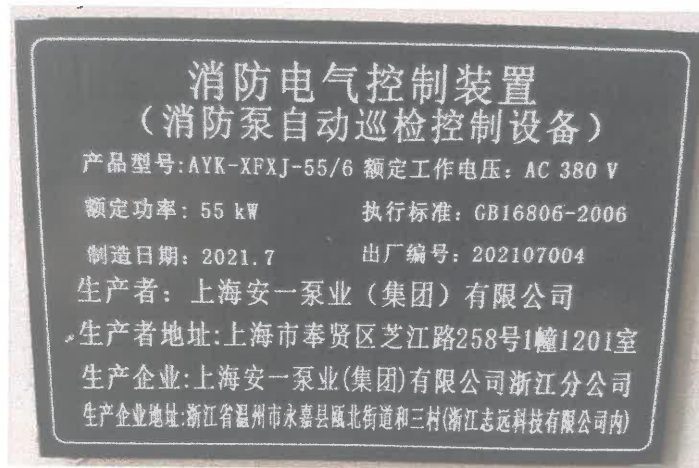 消防电气控制装置
（消防泵自动巡检控制设备）
产品型号:AYK-XFXJ-55/6 额定工作电压: AC 380 V
额定功率: 55 kW 执行标准: GB16806-2006
制造日期: 2021.7 出厂编号: 202107004
生产者: 上海安一泵业（集团）有限公司
生产者地址:上海市奉贤区芝江路258号1幢1201室
生产企业:上海安一泵业(集团)有限公司浙江分公司
生产企业地址:浙江省温州市永嘉县瓯北街道和三村(浙江志远科技有限公司内)